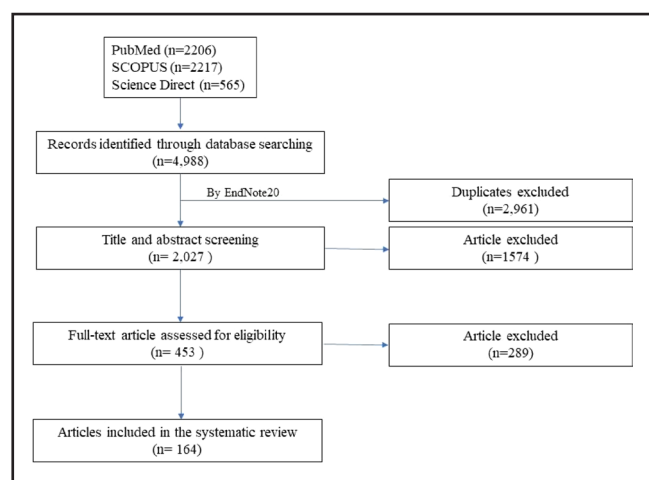 PubMed (n=2206)
SCOPUS (n=2217)
Science Direct (n=565)
Records identified through database searching
(n=4,988)
By EndNote20
Duplicates excluded
(n=2,961)
Title and abstract screening
(n= 2,027 )
Article excluded
(n=1574 )
Full-text article assessed for eligibility
(n= 453 )
Article excluded
(n=289)
Articles included in the systematic review
(n= 164)